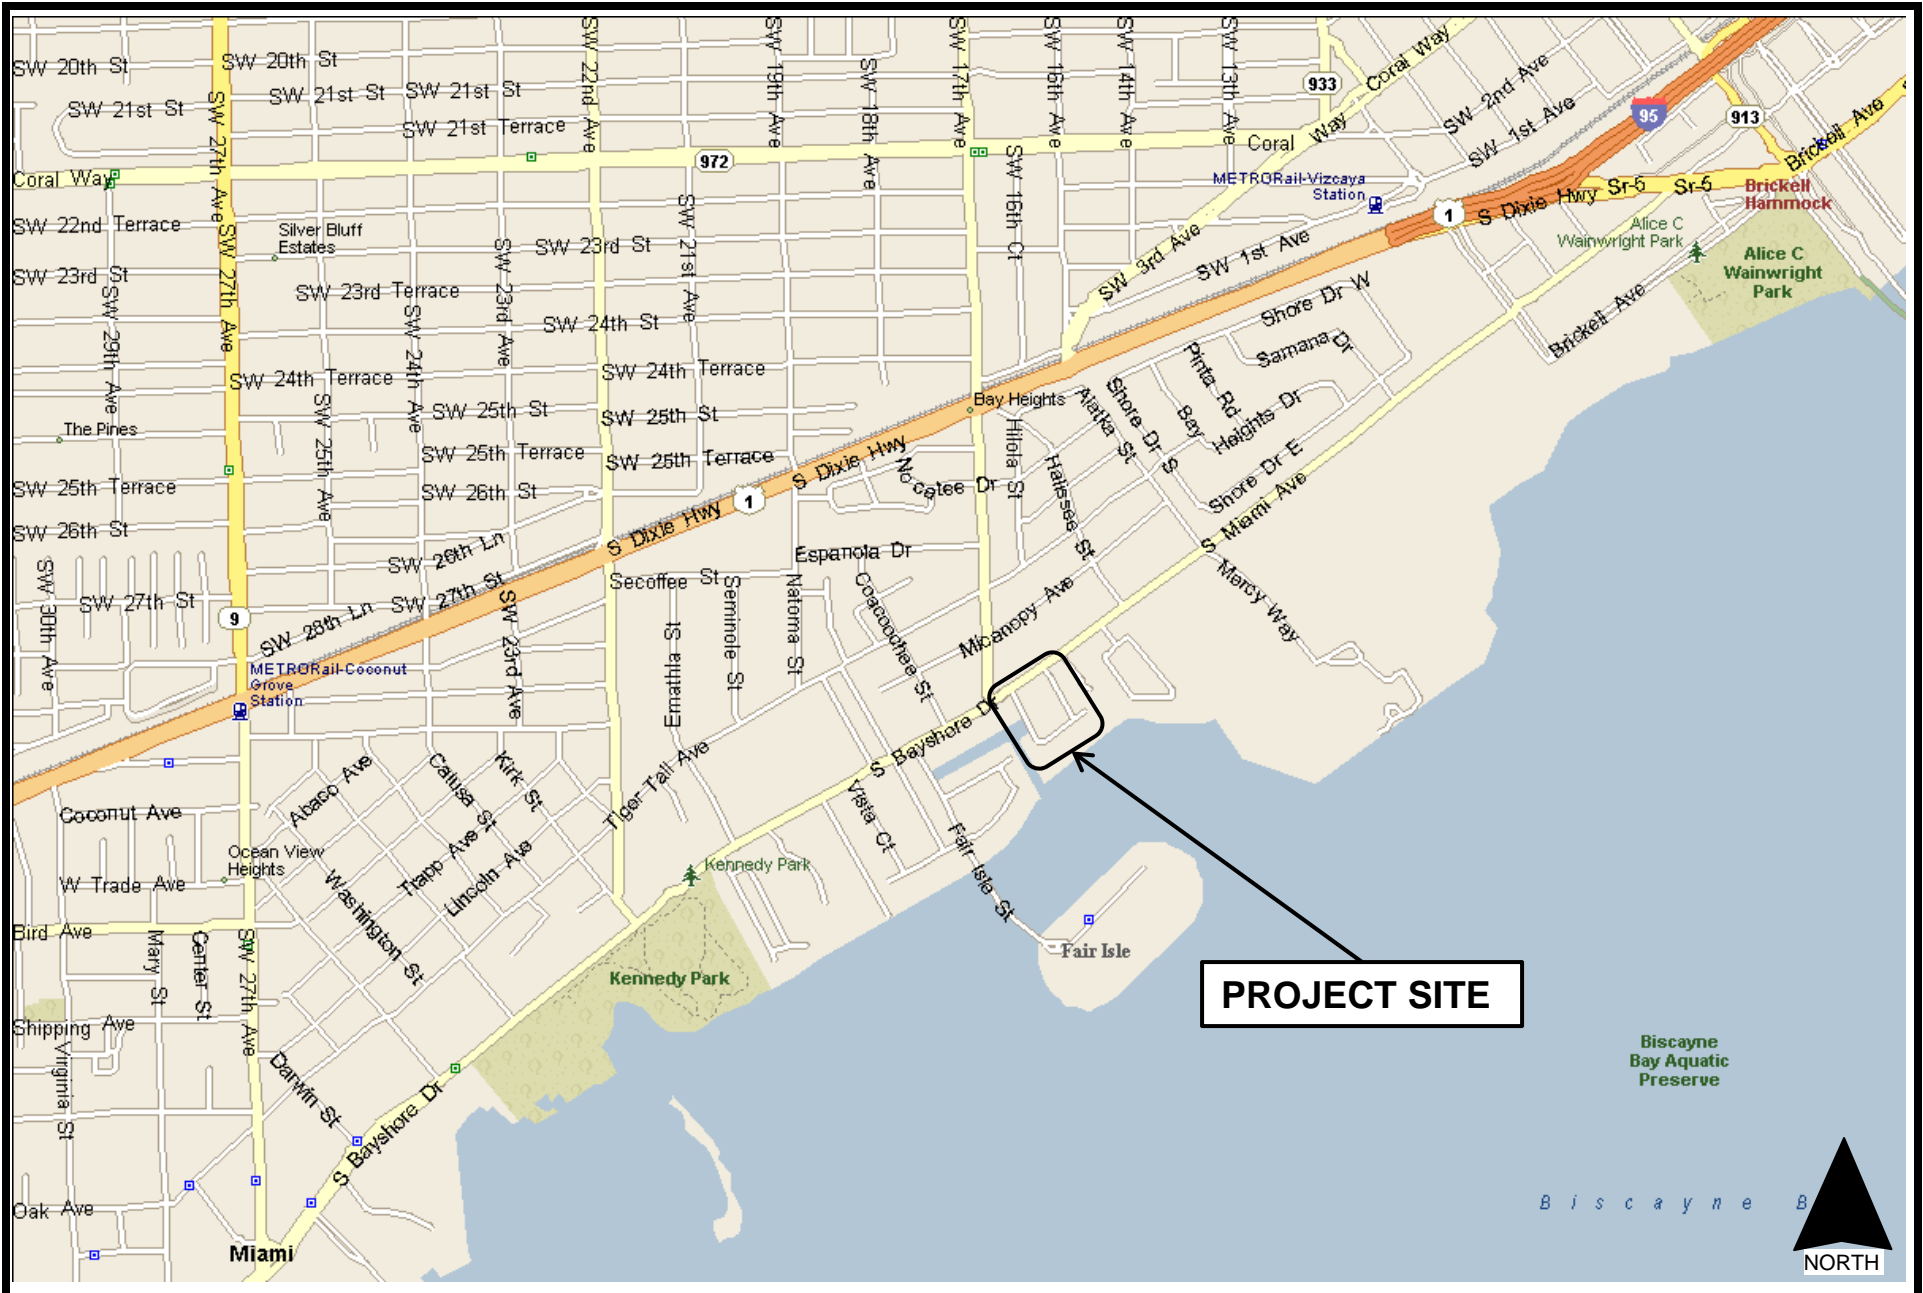 SW 20th St
SW 20th St
SW 21st St
SW 21st St
SW 21st St
SW 21st Terrace
SW 27th Ave
SW 22nd Ave
SW 19th Ave
SW 18th Ave
SW 17th Ave
SW 16th Ave
SW 14th Ave
SW 13th Ave
933
Coral Way
SW 2nd Ave
SW 1st Ave
95
913
Brickell Ave
Coral Way
972
Coral Way
METRORail-Vizcaya
Station
SW 16th Ct
1
S Dixie Hwy
Sr-5
Sr-5
Brickell
Hammock
Alice C
Wainwright Park
Alice C
Wainwright
Park
Brickell Ave
SW 22nd Terrace
SW 27th Ave
Silver Bluff
Estates
SW 23rd Ave
SW 23rd St
SW 21st Ave
SW 3rd Ave
SW 1st Ave
SW 23rd St
SW 29th Ave
SW 23rd Terrace
SW 24th Ave
SW 24th St
Shore Dr W
Samana Dr
Pinta Rd
SW 24th Terrace
SW 24th Terrace
SW 25th Ave
SW 25th St
SW 25th St
Bay Heights
Alatka St
Shore Dr S
Bay Heights Dr
Shore Dr E
S Miami Ave
The Pines
SW 25th Terrace
SW 25th Terrace
S Dixie Hwy
Nocatee Dr
Hilola St
Halissee St
SW 25th Terrace
SW 26th St
1
S Dixie Hwy
SW 26th St
SW 26th Ln
Espanola Dr
Secoffee St
Seminole St
Natoma St
Coacoochee St
Micanopy Ave
Mercy Way
SW 30th Ave
SW 27th St
9
SW 28th Ln
SW 27th St
SW 23rd Ave
Emathla St
METRORail-Coconut
Grove
Station
S Bayshore Dr
Tiger Tail Ave
Abaco Ave
Calusa St
Kirk St
Vista Ct
Coconut Ave
Ocean View
Heights
Trapp Ave
Lincoln Ave
Washington St
Kennedy Park
Fair Isle St
W Trade Ave
Bird Ave
Mary St
Center St
SW 27th Ave
Kennedy Park
Fair Isle
PROJECT SITE
Shipping Ave
Virginia St
Darwin St
S Bayshore Dr
Biscayne
Bay Aquatic
Preserve
Oak Ave
Miami
Biscayne B
NORTH